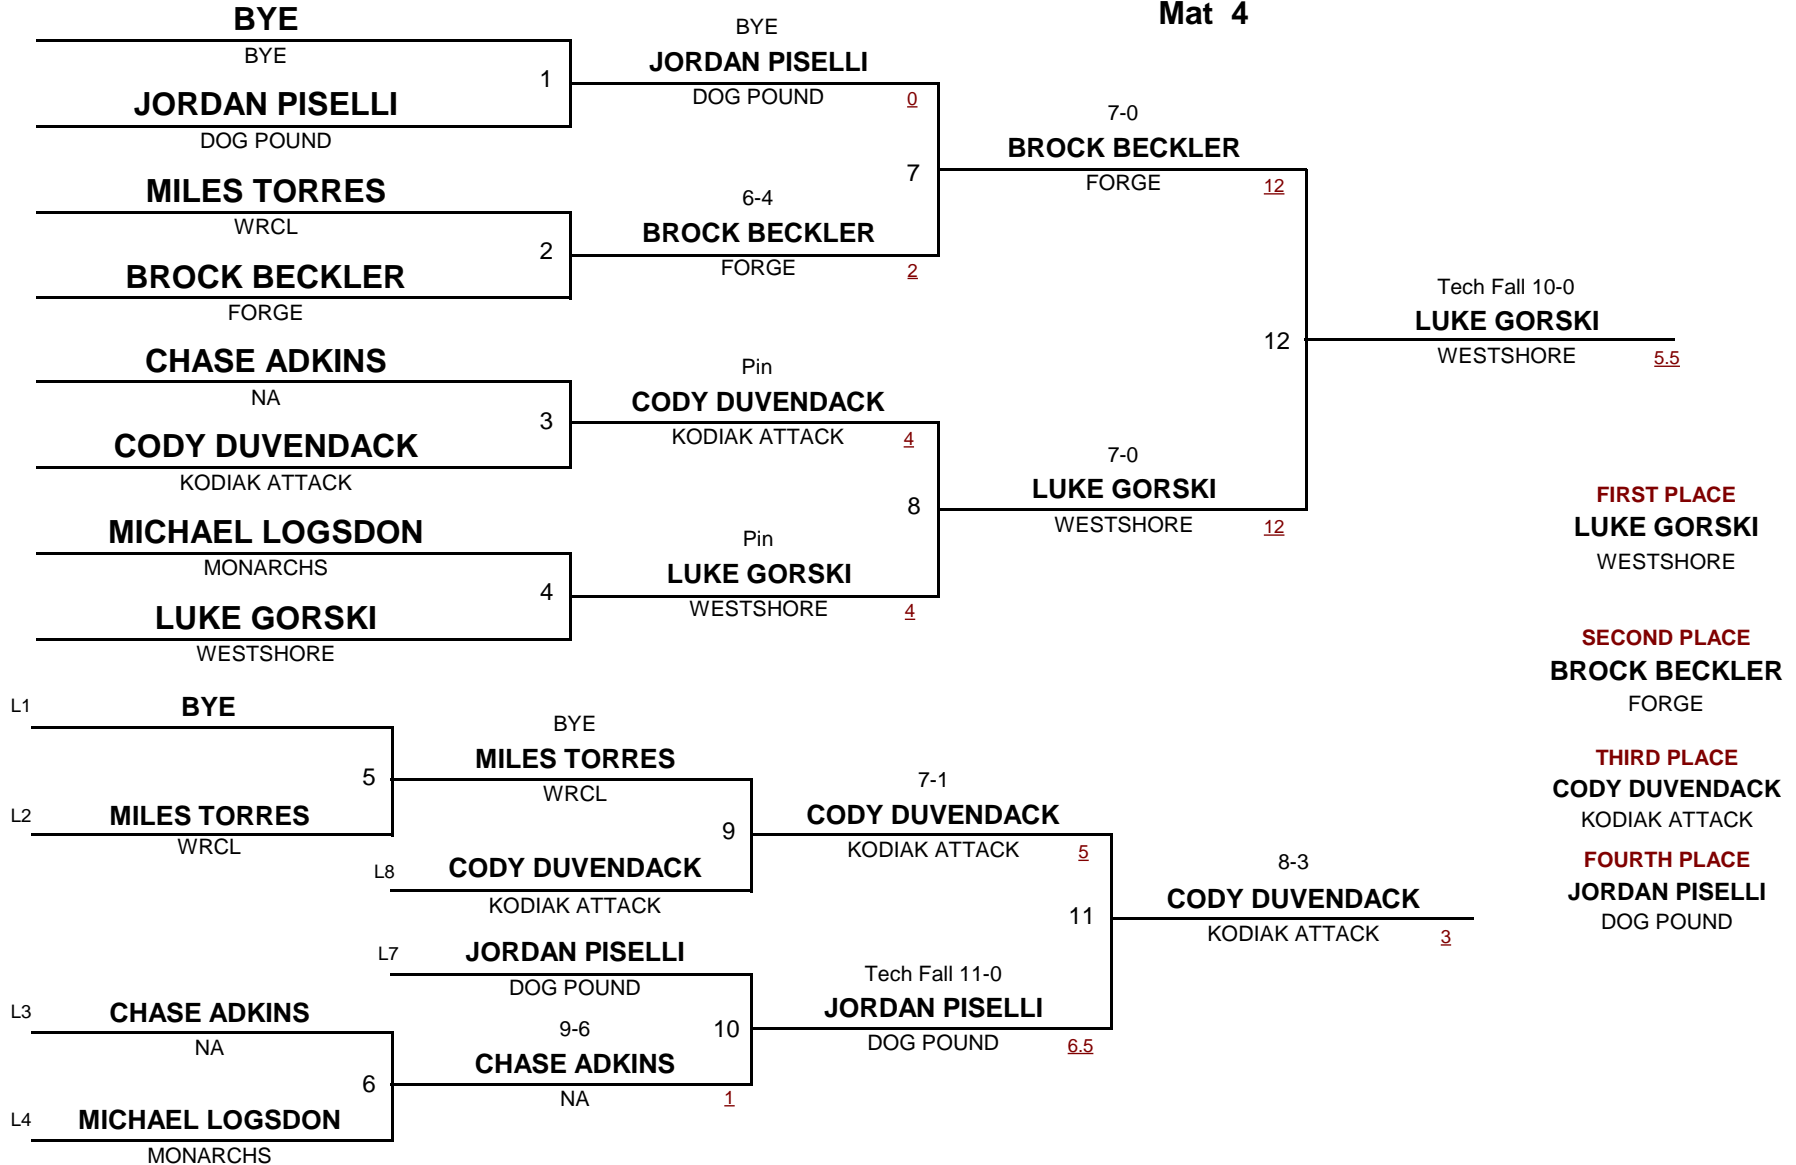 Mat 4
BYE
BYE
1
JORDAN PISELLI
DOG POUND
MILES TORRES
WRCL
2
BROCK BECKLER
FORGE
CHASE ADKINS
NA
3
CODY DUVENDACK
KODIAK ATTACK
MICHAEL LOGSDON
MONARCHS
4
LUKE GORSKI
WESTSHORE
BYE
JORDAN PISELLI
DOG POUND 0
7
6-4
BROCK BECKLER
FORGE 2
Pin
CODY DUVENDACK
KODIAK ATTACK 4
8
Pin
LUKE GORSKI
WESTSHORE 4
7-0
BROCK BECKLER
FORGE 12
12
7-0
LUKE GORSKI
WESTSHORE 12
Tech Fall 10-0
LUKE GORSKI
WESTSHORE 5.5
FIRST PLACE
LUKE GORSKI
WESTSHORE
SECOND PLACE
BROCK BECKLER
FORGE
THIRD PLACE
CODY DUVENDACK
KODIAK ATTACK
FOURTH PLACE
JORDAN PISELLI
DOG POUND
L1 BYE
5
L2 MILES TORRES
WRCL
BYE
MILES TORRES
WRCL
9
L8 CODY DUVENDACK
KODIAK ATTACK
L7 JORDAN PISELLI
DOG POUND
L3 CHASE ADKINS
NA
6
L4 MICHAEL LOGSDON
MONARCHS
9-6
10
CHASE ADKINS
NA 1
7-1
CODY DUVENDACK
KODIAK ATTACK 5
11
Tech Fall 11-0
JORDAN PISELLI
DOG POUND 6.5
8-3
CODY DUVENDACK
KODIAK ATTACK 3